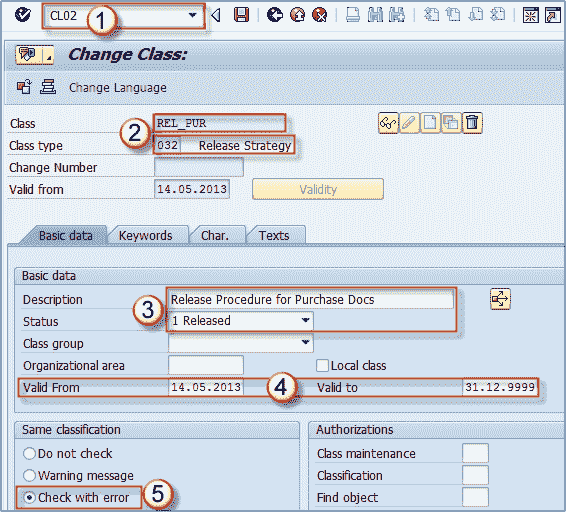 CL02
1
Change Class:
Change Language
Class REL_PUR
2
Class type 032 Release Strategy
Change Number
Valid from 14.05.2013 Validity
Basic data Keywords Char. Texts
Basic data
Description Release Procedure for Purchase Docs
3
Status 1 Released
Class group
Organizational area Local class
Valid From 14.05.2013 4 Valid to 31.12.9999
Same classification Authorizations
Do not check Class maintenance
Warning message Classification
Check with error 5 Find object